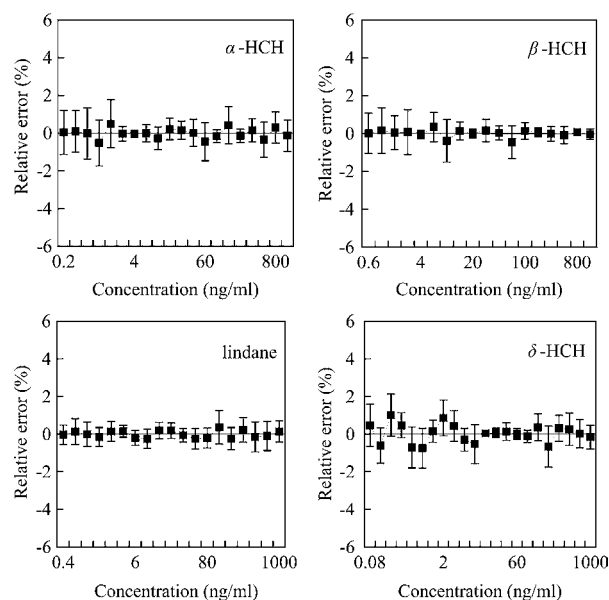 6
α-HCH
4
2
0
-2
-4
-6
Relative error (%)
0.2 4 60 800
Concentration (ng/ml)
6
β-HCH
4
2
0
-2
-4
-6
Relative error (%)
0.6 4 20 100 800
Concentration (ng/ml)
6
lindane
4
2
0
-2
-4
-6
Relative error (%)
0.4 6 80 1000
Concentration (ng/ml)
6
δ-HCH
4
2
0
-2
-4
-6
Relative error (%)
0.08 2 60 1000
Concentration (ng/ml)